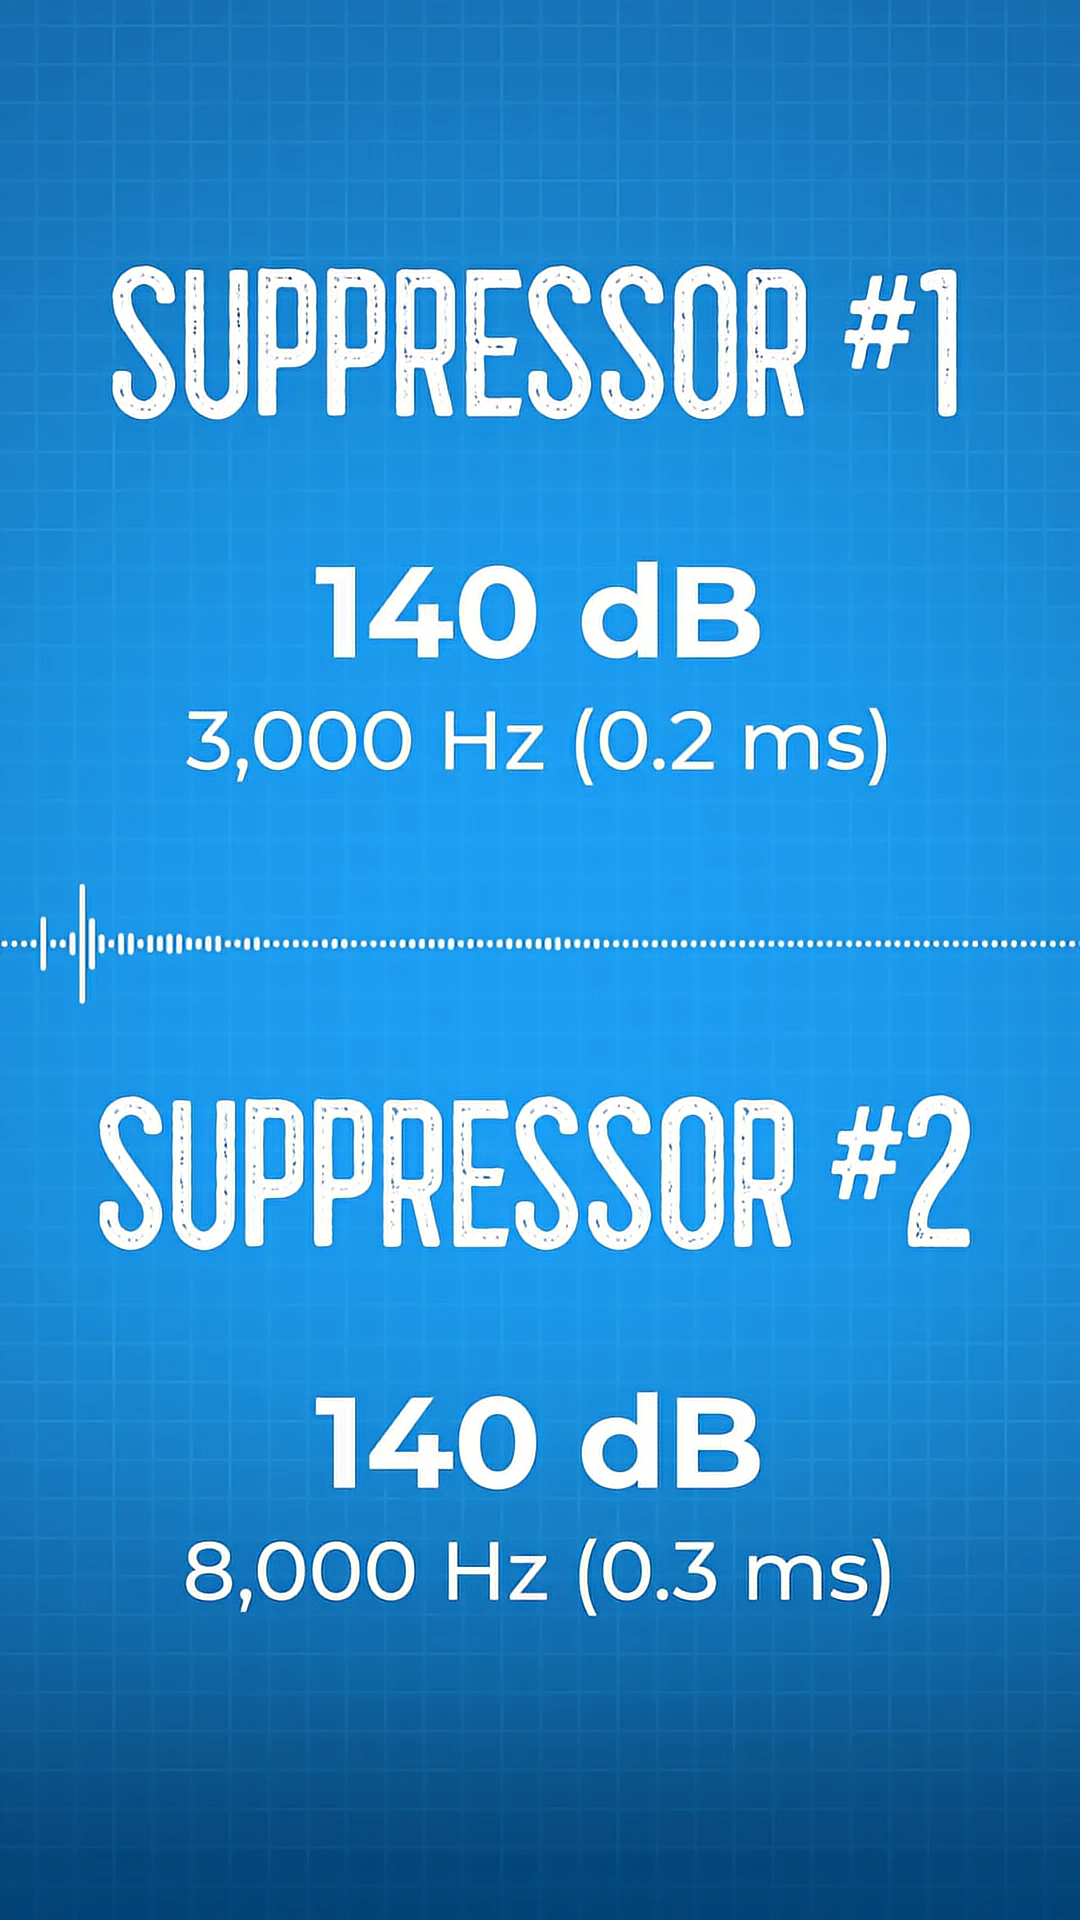 SUPPRESSOR #1
140 dB
3,000 Hz (0.2 ms)
SUPPRESSOR #2
140 dB
8,000 Hz (0.3 ms)